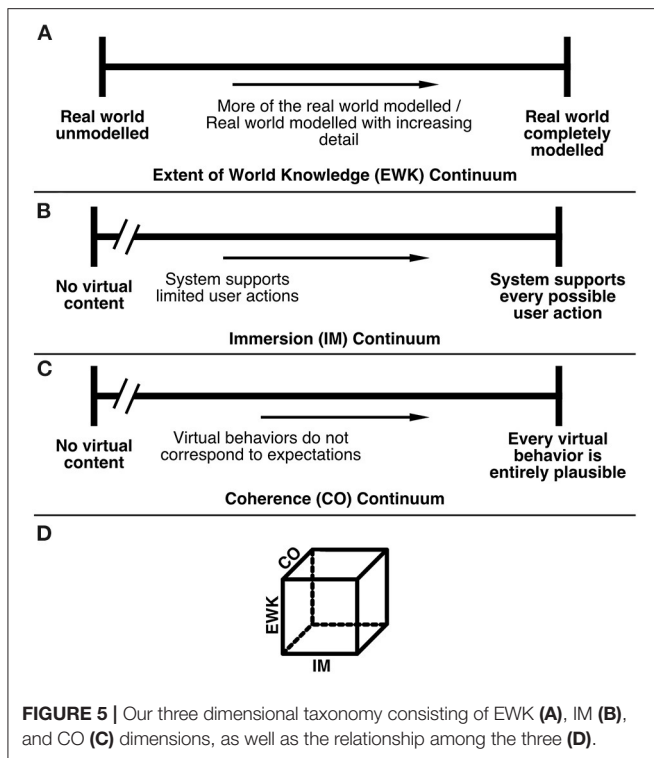 A
Real world
unmodelled
More of the real world modelled /
Real world modelled with increasing
detail
Real world
completely
modelled
Extent of World Knowledge (EWK) Continuum
B
No virtual
content
System supports
limited user actions
System supports
every possible
user action
Immersion (IM) Continuum
C
No virtual
content
Virtual behaviors do not
correspond to expectations
Every virtual
behavior is
entirely plausible
Coherence (CO) Continuum
D
CO
EWK
IM
FIGURE 5 | Our three dimensional taxonomy consisting of EWK (A), IM (B),
and CO (C) dimensions, as well as the relationship among the three (D).